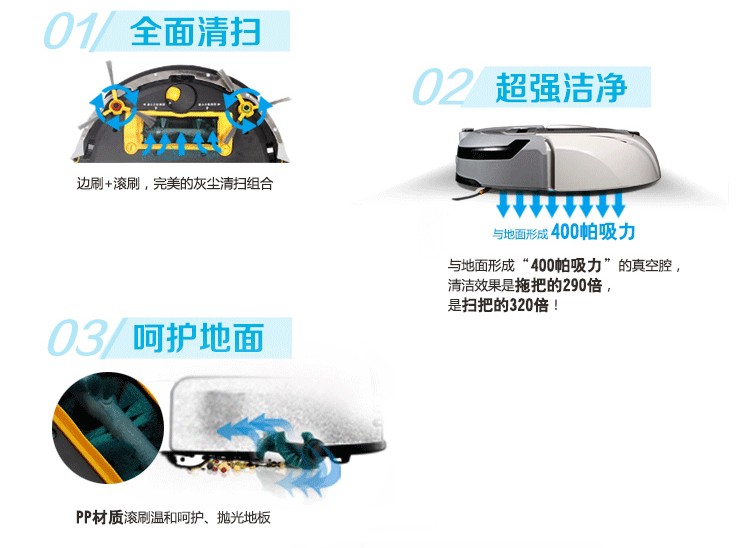 01/ 全面清扫
边刷+滚刷，完美的灰尘清扫组合
02/ 超强洁净
与地面形成 400帕吸力
与地面形成“400帕吸力”的真空腔，
清洁效果是拖把的290倍，
是扫把的320倍！
03/ 呵护地面
PP材质滚刷温和呵护、抛光地板